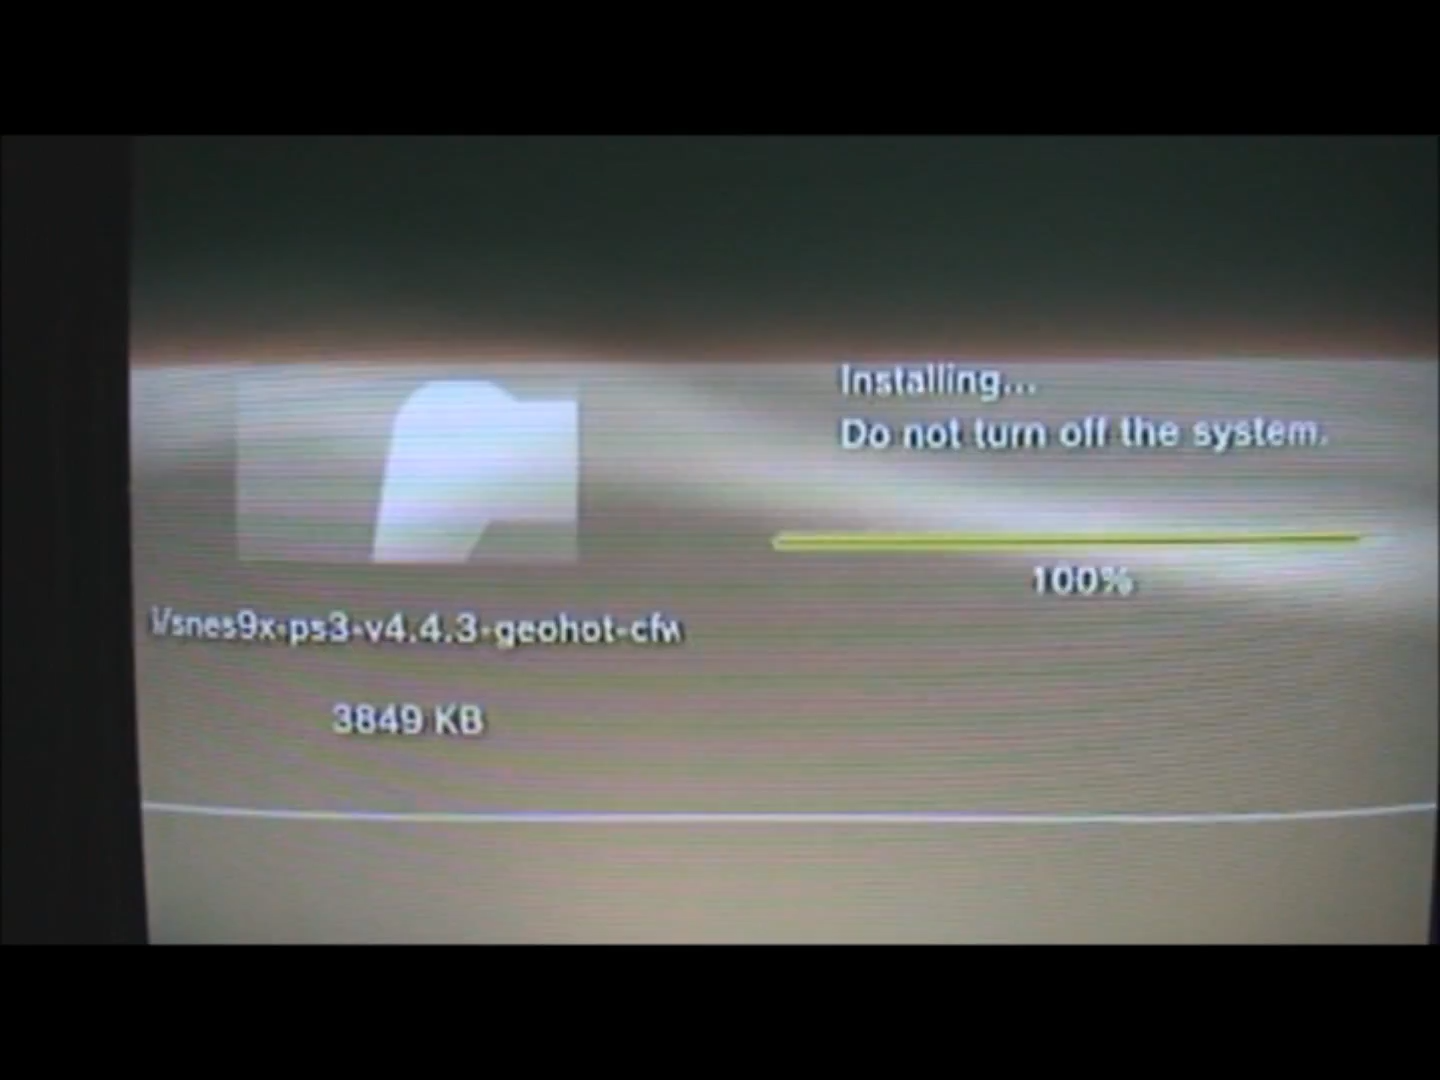 Installing...
Do not turn off the system.
100%
/snes9x-ps3-v4.4.3-geohot-cfw
3849 KB